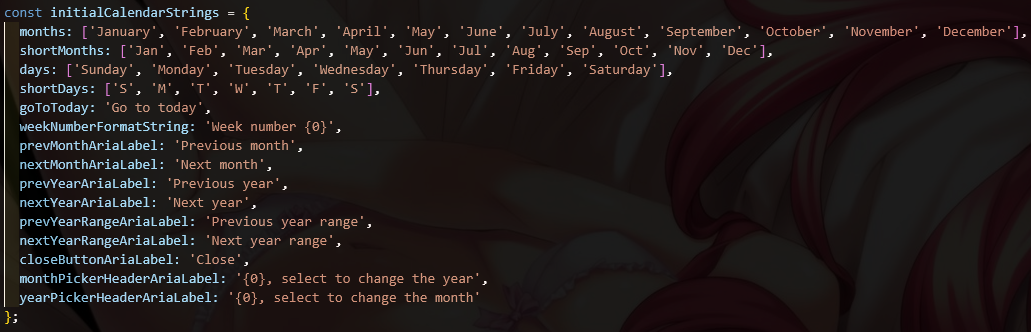 const initialCalendarStrings = {
months: ['January', 'February', 'March', 'April', 'May', 'June', 'July', 'August', 'September', 'October', 'November', 'December'],
shortMonths: ['Jan', 'Feb', 'Mar', 'Apr', 'May', 'Jun', 'Jul', 'Aug', 'Sep', 'Oct', 'Nov', 'Dec'],
days: ['Sunday', 'Monday', 'Tuesday', 'Wednesday', 'Thursday', 'Friday', 'Saturday'],
shortDays: ['S', 'M', 'T', 'W', 'T', 'F', 'S'],
goToToday: 'Go to today',
weekNumberFormatString: 'Week number {0}',
prevMonthAriaLabel: 'Previous month',
nextMonthAriaLabel: 'Next month',
prevYearAriaLabel: 'Previous year',
nextYearAriaLabel: 'Next year',
prevYearRangeAriaLabel: 'Previous year range',
nextYearRangeAriaLabel: 'Next year range',
closeButtonAriaLabel: 'Close',
monthPickerHeaderAriaLabel: '{0}, select to change the year',
yearPickerHeaderAriaLabel: '{0}, select to change the month'
};